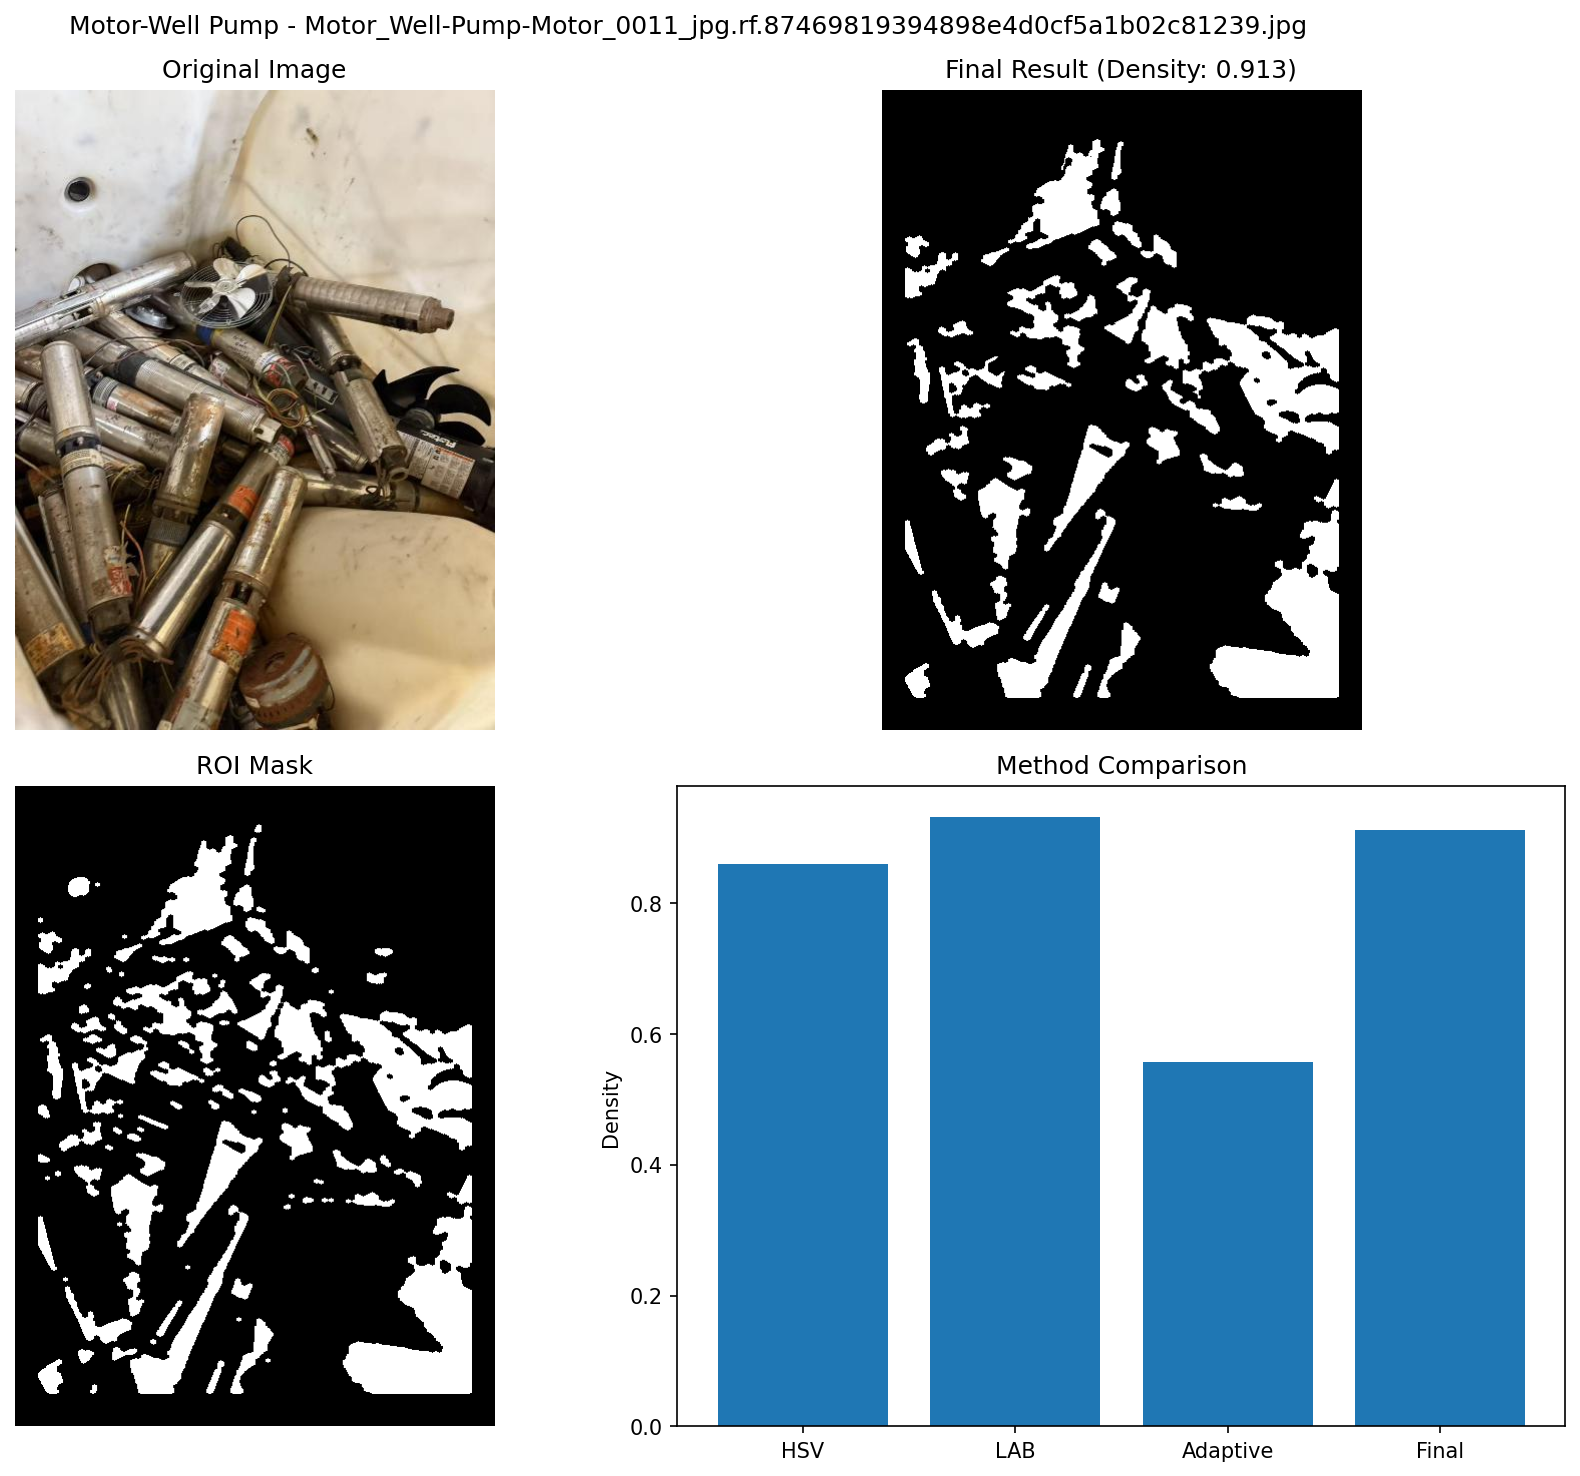 Motor-Well Pump - Motor_Well-Pump-Motor_0011_jpg.rf.87469819394898e4d0cf5a1b02c81239.jpg
Original Image
Final Result (Density: 0.913)
ROI Mask
Method Comparison
Density
0.8
0.6
0.4
0.2
0.0
HSV
LAB
Adaptive
Final